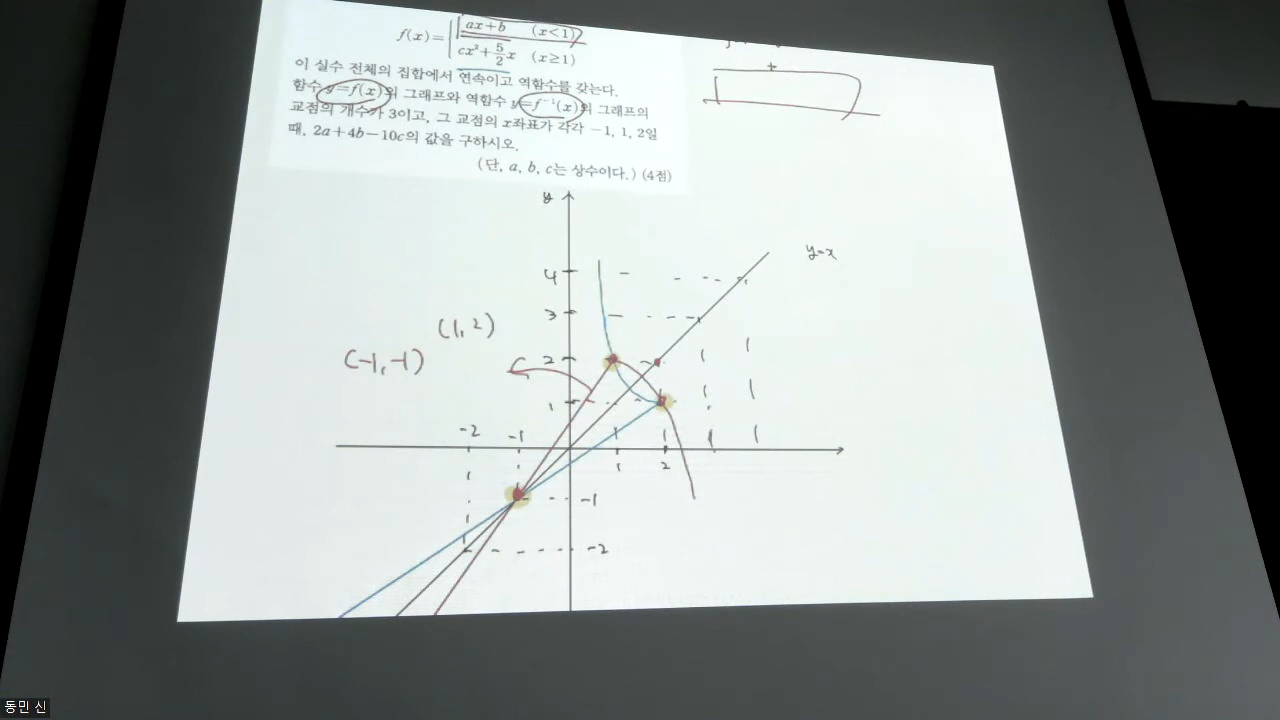 f(x)= ax+b (x<1)
cx²+5/2x (x≥1)
이 실수 전체의 집합에서 연속이고 역함수를 갖는다.
함수 y=f(x)의 그래프와 역함수 y=f⁻¹(x)의 그래프의
교점의 개수가 3이고, 그 교점의 x좌표가 각각 −1, 1, 2일
때, 2a+4b−10c의 값을 구하시오.
(단, a, b, c는 상수이다.) (4점)
y
y=x
4
3
(1, 2)
(-1, -1)
2
1
-2 -1
1 2
-1
-2
동민 신